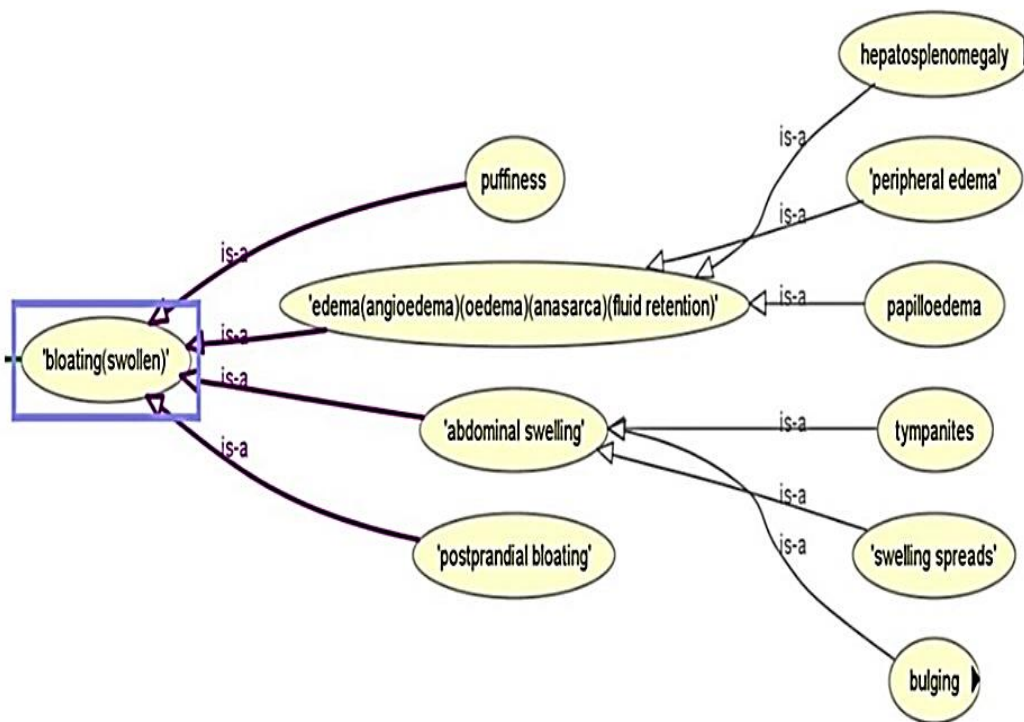 hepatosplenomegaly
is-a
puffiness
'peripheral edema'
is-a
is-a
'edema(angioedema)(oedema)(anasarca)(fluid retention)'
is-a
papilloedema
'bloating(swollen)'
is-a
is-a
'abdominal swelling'
is-a
tympanites
is-a
is-a
'postprandial bloating'
is-a
'swelling spreads'
bulging